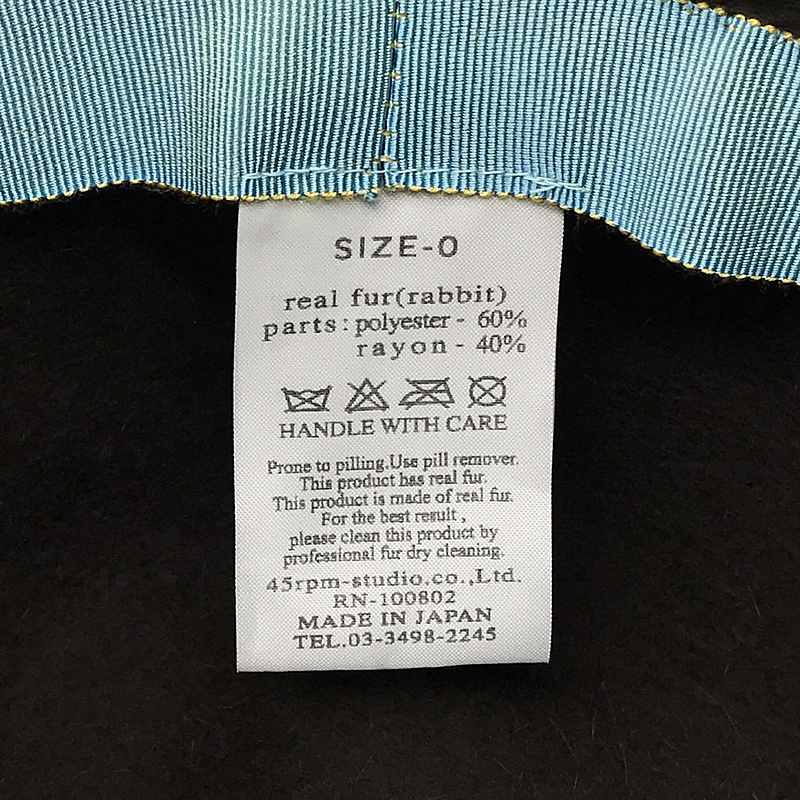 SIZE-0
real fur(rabbit)
parts: polyester - 60%
rayon - 40%
HANDLE WITH CARE
Prone to pilling.Use pill remover.
This product has real fur.
This product is made of real fur.
For the best result ,
please clean this product by
professional fur dry cleaning.
45rpm-studio.co.,Ltd.
RN-100802
MADE IN JAPAN
TEL.03-3498-2245